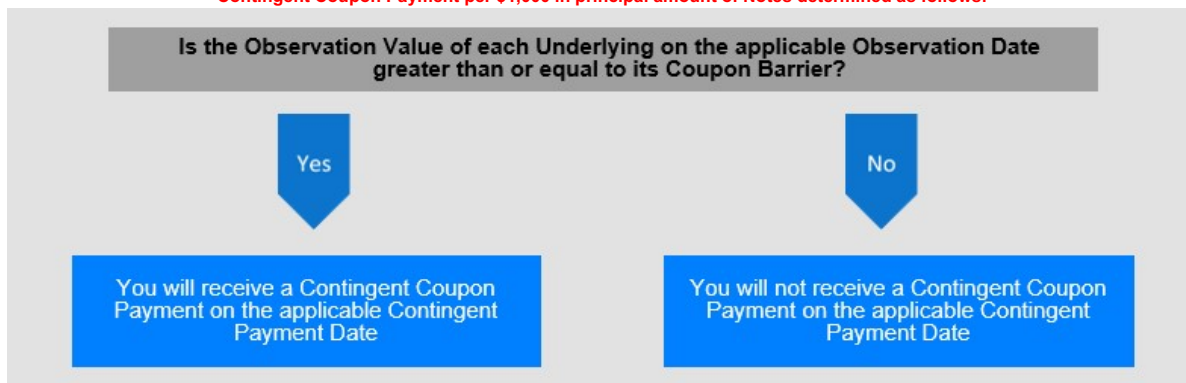 Contingent Coupon Payment per $1,000 in principal amount of Notes determined as follows:
Is the Observation Value of each Underlying on the applicable Observation Date
greater than or equal to its Coupon Barrier?
Yes
No
You will receive a Contingent Coupon
Payment on the applicable Contingent
Payment Date
You will not receive a Contingent Coupon
Payment on the applicable Contingent
Payment Date